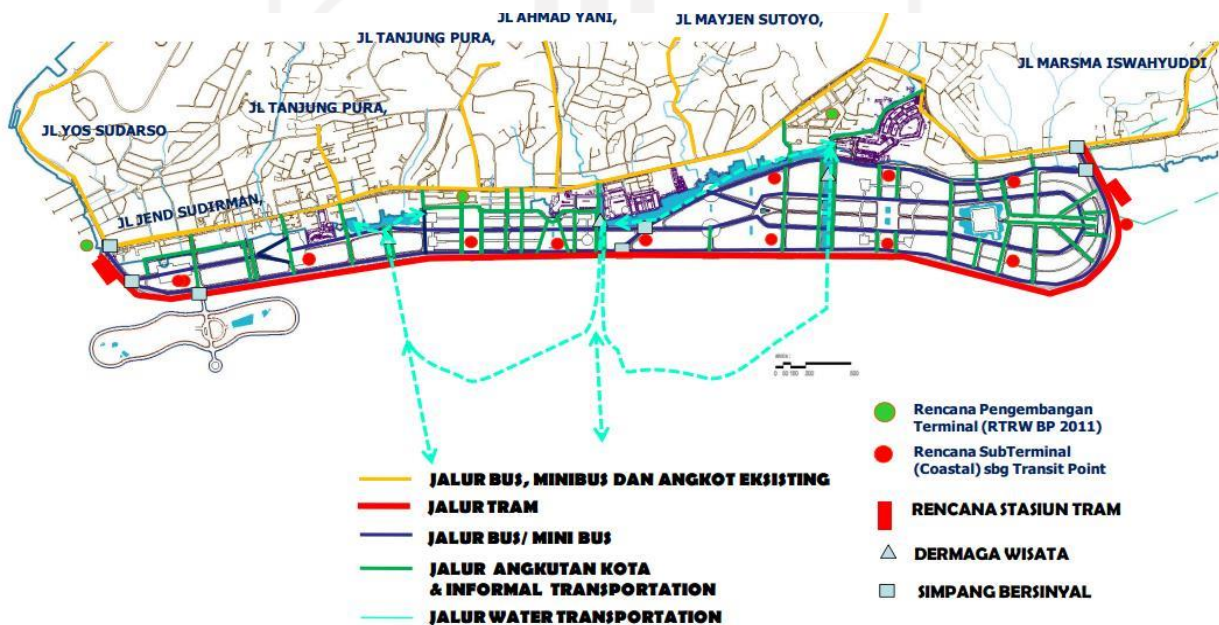 JL AHMAD YANI,
JL MAYJEN SUTOYO,
JL TANJUNG PURA,
JL MARSMA ISWAHYUDDI
JL TANJUNG PURA,
JL YOS SUDARSO
JL JEND SUDIRMAN,
Rencana Pengembangan
Terminal (RTRW BP 2011)
Rencana SubTerminal
(Coastal) sbg Transit Point
JALUR BUS, MINIBUS DAN ANGKOT EKSISTING
JALUR TRAM
RENCANA STASIUN TRAM
JALUR BUS/ MINI BUS
DERMAGA WISATA
JALUR ANGKUTAN KOTA
& INFORMAL TRANSPORTATION
SIMPANG BERSINYAL
JALUR WATER TRANSPORTATION